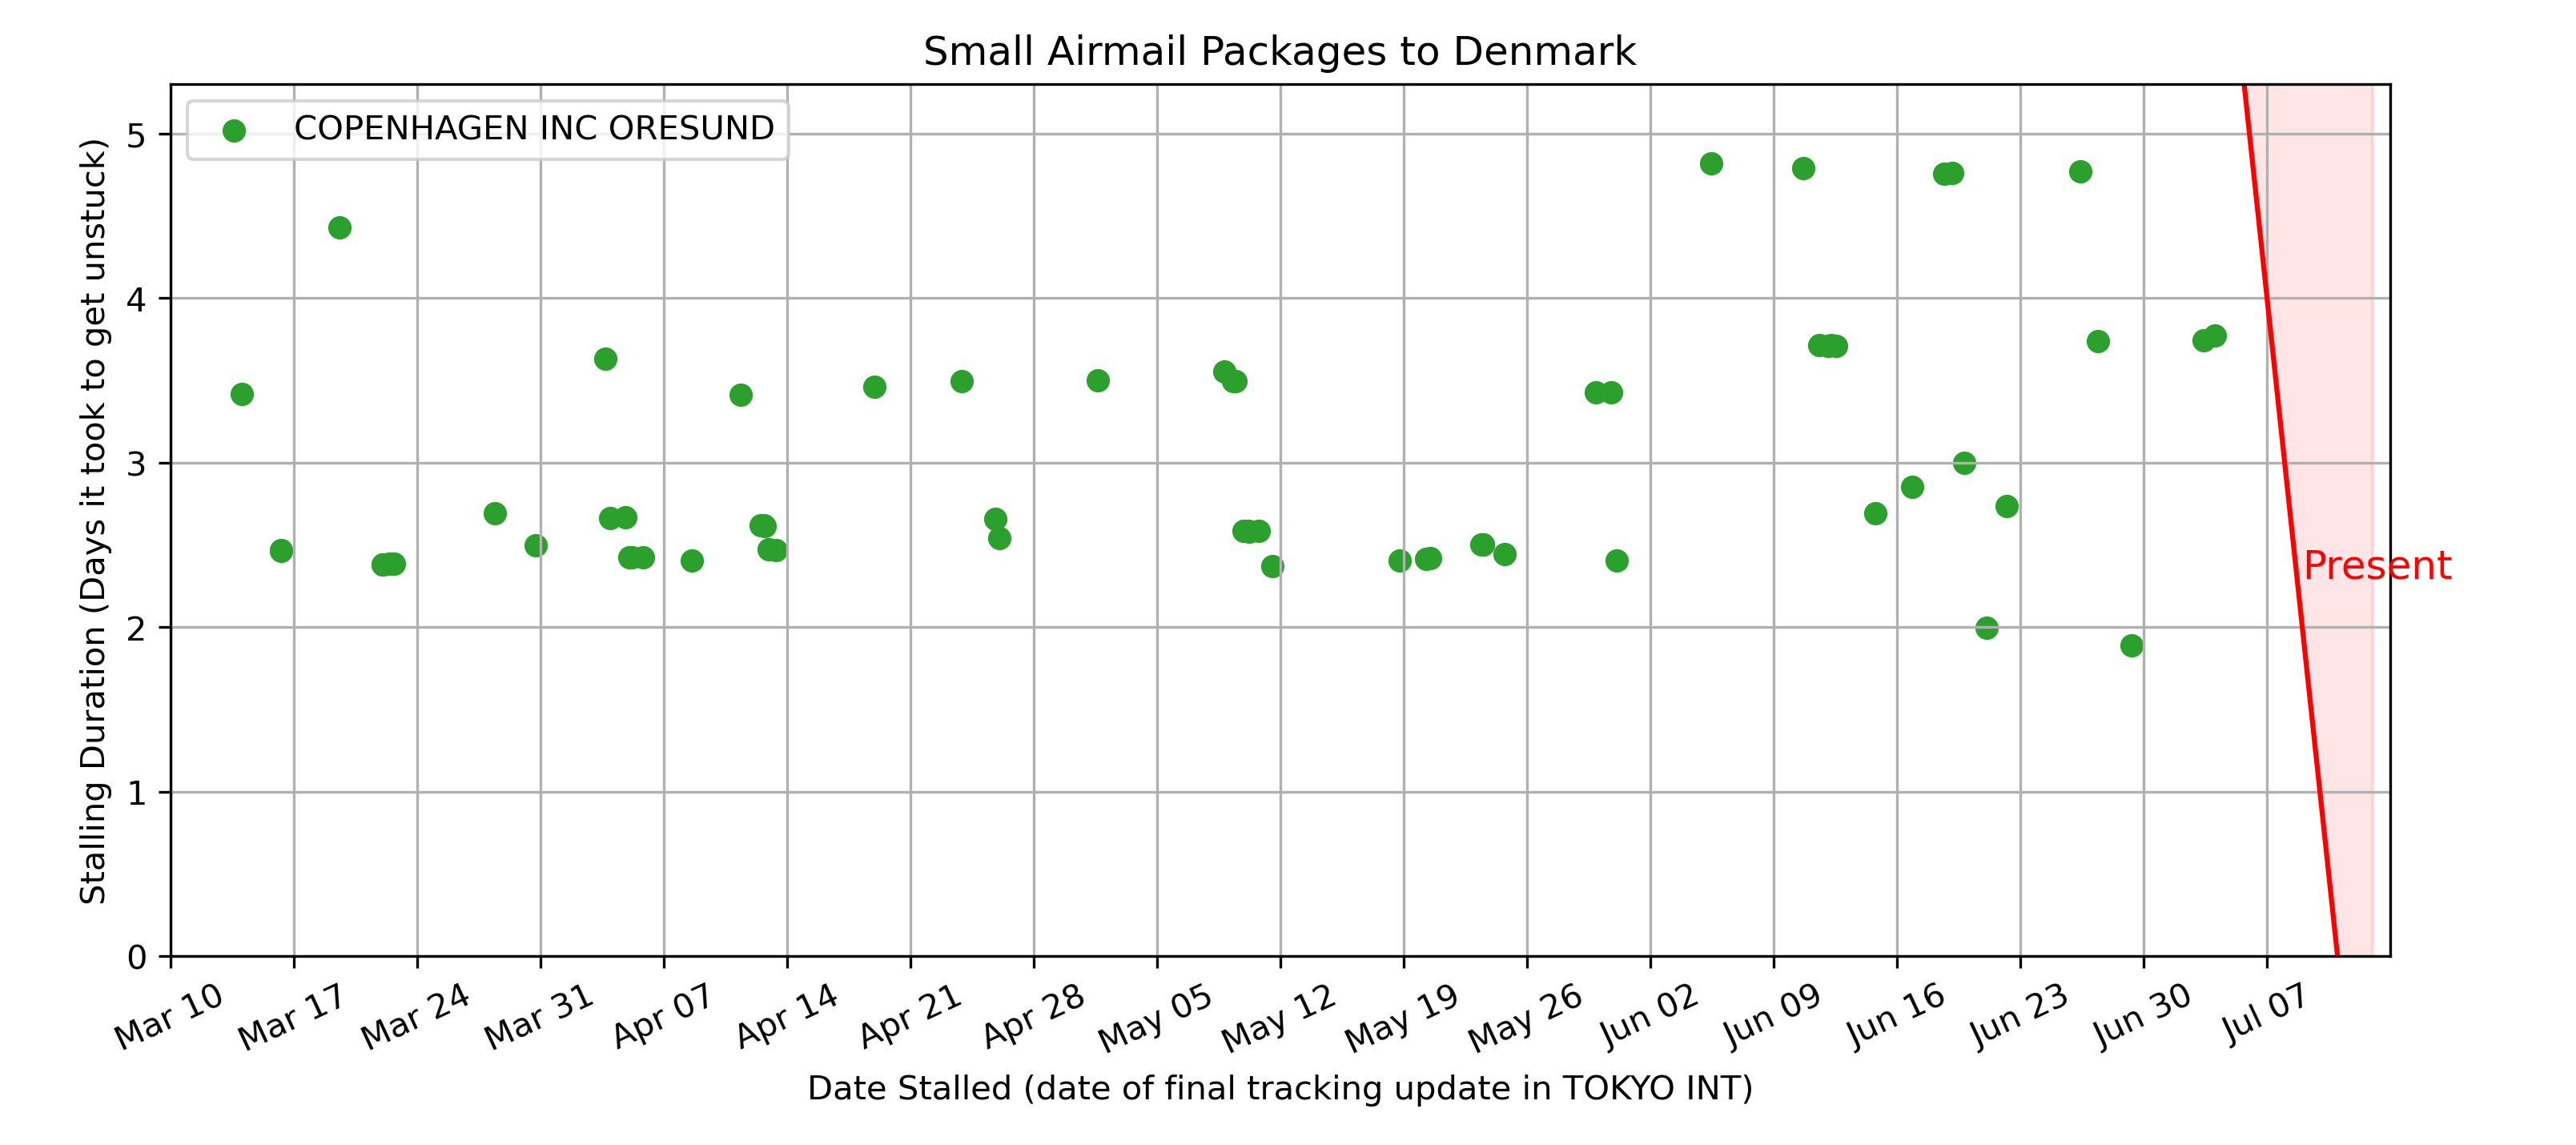 Small Airmail Packages to Denmark
COPENHAGEN INC ORESUND
Stalling Duration (Days it took to get unstuck)
5
4
3
2
1
0
Present
Mar 10
Mar 17
Mar 24
Mar 31
Apr 07
Apr 14
Apr 21
Apr 28
May 05
May 12
May 19
May 26
Jun 02
Jun 09
Jun 16
Jun 23
Jun 30
Jul 07
Date Stalled (date of final tracking update in TOKYO INT)